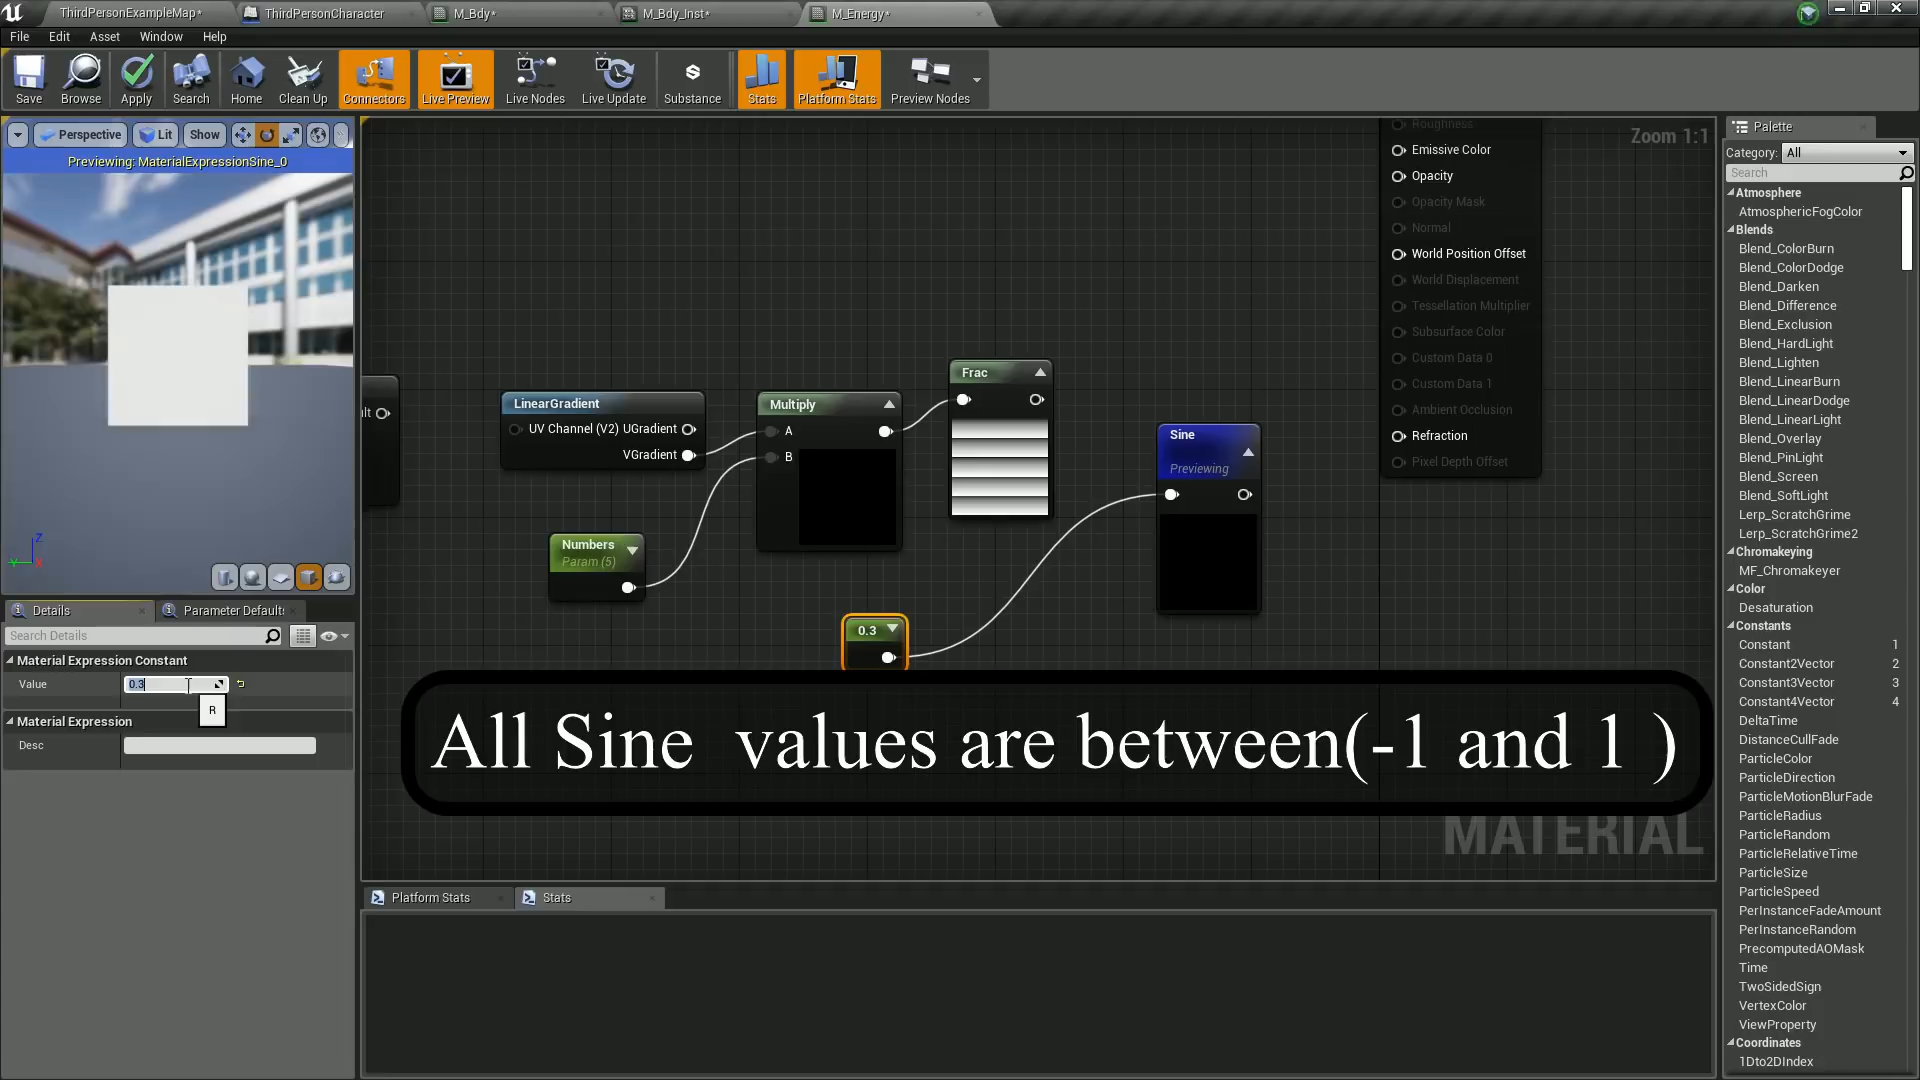 ThirdPersonExampleMap*
ThirdPersonCharacter
M_Bdy*
M_Bdy_Inst*
M_Energy*
File Edit Asset Window Help
Save
Browse
Apply
Search
Home
Clean Up
Connectors
Live Preview
Live Nodes
Live Update
Substance
Stats
Platform Stats
Preview Nodes
Perspective
Lit
Show
Previewing: MaterialExpressionSine_0
Z
Y
X
Details
Parameter Defaults
Search Details
Material Expression Constant
Value
0.3
R
Material Expression
Desc
Zoom 1:1
Roughness
Emissive Color
Opacity
Opacity Mask
Normal
World Position Offset
World Displacement
Tessellation Multiplier
Subsurface Color
Custom Data 0
Custom Data 1
Ambient Occlusion
Refraction
Pixel Depth Offset
LinearGradient
UV Channel (V2) UGradient
VGradient
Multiply
A
B
Frac
Sine
Previewing
Numbers
Param (5)
0.3
All Sine values are between(-1 and 1 )
MATERIAL
Platform Stats
Stats
Palette
Category: All
Search
Atmosphere
AtmosphericFogColor
Blends
Blend_ColorBurn
Blend_ColorDodge
Blend_Darken
Blend_Difference
Blend_Exclusion
Blend_HardLight
Blend_Lighten
Blend_LinearBurn
Blend_LinearDodge
Blend_LinearLight
Blend_Overlay
Blend_PinLight
Blend_Screen
Blend_SoftLight
Lerp_ScratchGrime
Lerp_ScratchGrime2
Chromakeying
MF_Chromakeyer
Color
Desaturation
Constants
Constant 1
Constant2Vector 2
Constant3Vector 3
Constant4Vector 4
DeltaTime
DistanceCullFade
ParticleColor
ParticleDirection
ParticleMotionBlurFade
ParticleRadius
ParticleRandom
ParticleRelativeTime
ParticleSize
ParticleSpeed
PerInstanceFadeAmount
PerInstanceRandom
PrecomputedAOMask
Time
TwoSidedSign
VertexColor
ViewProperty
Coordinates
1Dto2DIndex